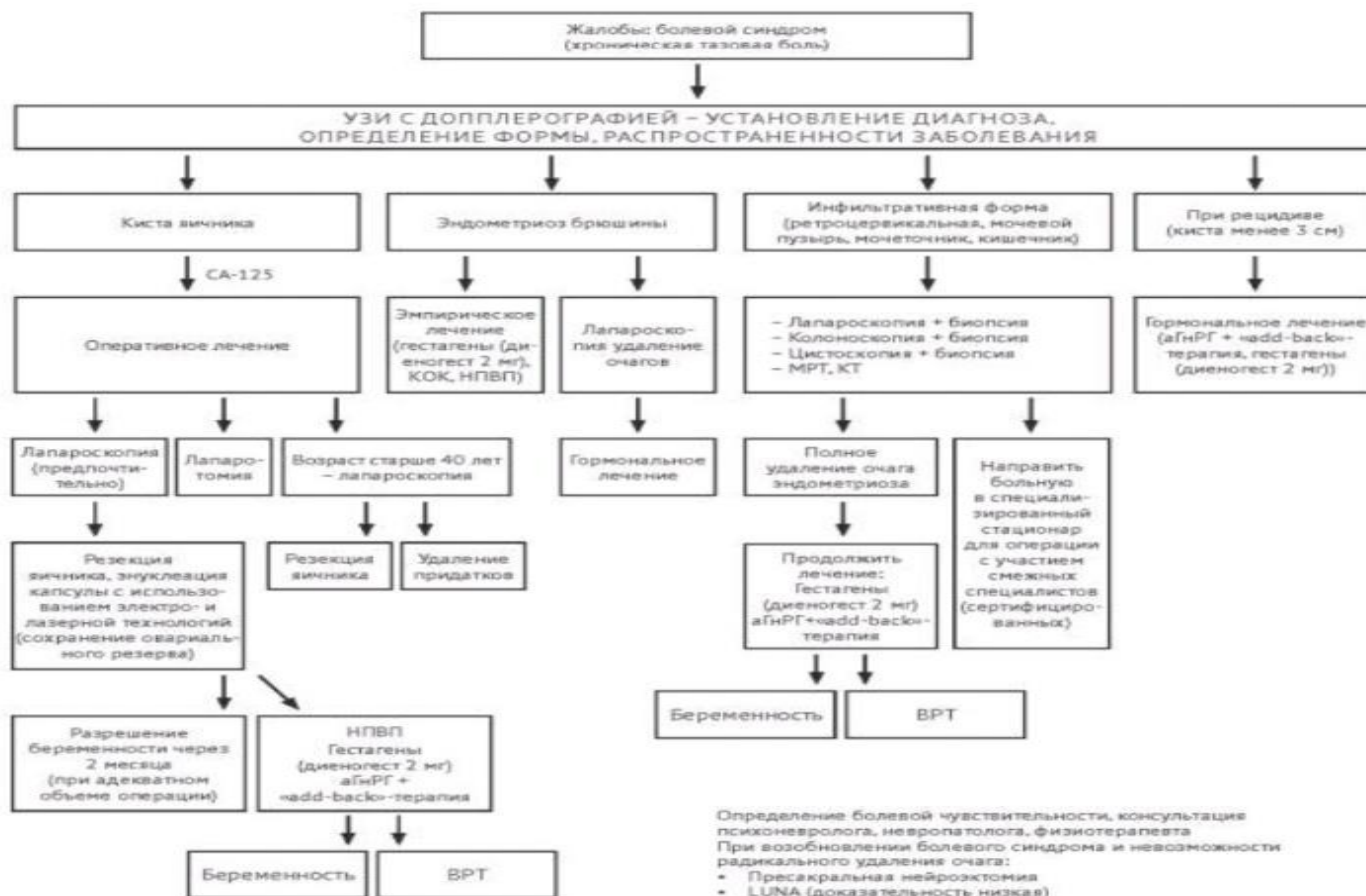 Жалобы: болевой синдром
(хроническая тазовая боль)
УЗИ С ДОППЛЕРОГРАФИЕЙ – УСТАНОВЛЕНИЕ ДИАГНОЗА,
ОПРЕДЕЛЕНИЕ ФОРМЫ, РАСПРОСТРАНЕННОСТИ ЗАБОЛЕВАНИЯ
Киста яичника
Эндометриоз брюшины
Инфильтративная форма
(ретроцервикальная, мочевой
пузырь, мочеточник, кишечник)
При рецидиве
(киста менее 3 см)
СА-125
Оперативное лечение
Эмпирическое
лечение
(гестагены (ди-
еногест 2 мг),
КОК, НПВП)
Лапароско-
пия удаление
очагов
– Лапароскопия + биопсия
– Колоноскопия + биопсия
– Цистоскопия + биопсия
– МРТ, КТ
Гормональное лечение
(аГнРГ + «add-back»-
терапия, гестагены
(диеногест 2 мг))
Лапароскопия
(предпочти-
тельно)
Лапаро-
томия
Возраст старше 40 лет
– лапароскопия
Гормональное
лечение
Полное
удаление очага
эндометриоза
Направить
больную
в специали-
зированный
стационар
для операции
с участием
смежных
специалистов
(сертифициро-
ванных)
Резекция
яичника, энуклеация
капсулы с использо-
ванием электро- и
лазерной технологий
(сохранение овариаль-
ного резерва)
Резекция
яичника
Удаление
придатков
Продолжить
лечение:
Гестагены
(диеногест 2 мг)
аГнРГ+«add-back»-
терапия
Беременность
ВРТ
Разрешение
беременности через
2 месяца
(при адекватном
объеме операции)
НПВП
Гестагены
(диеногест 2 мг)
аГнРГ +
«add-back»-терапия
Беременность
ВРТ
Определение болевой чувствительности, консультация
психоневролога, невропатолога, физиотерапевта
При возобновлении болевого синдрома и невозможности
радикального удаления очага:
• Пресакральная нейроэктомия
• LUNA (доказательность низкая)